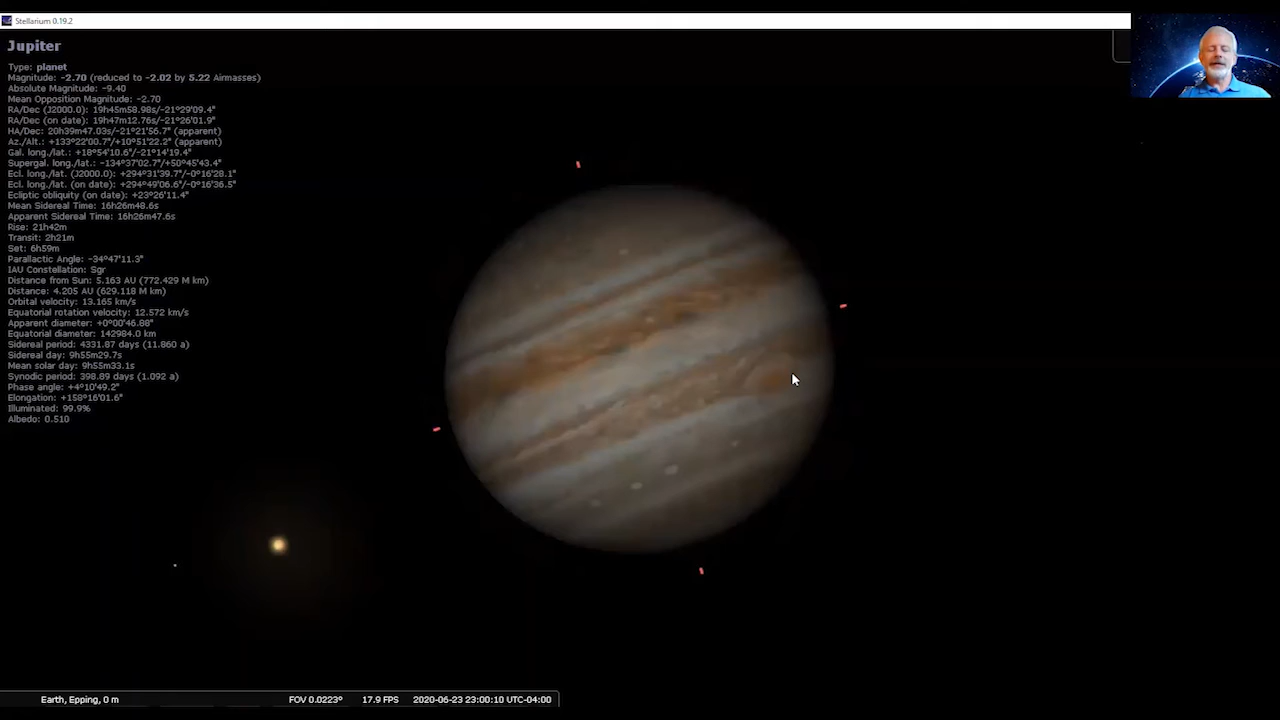 Stellarium 0.19.2
Jupiter
Type: planet
Magnitude: -2.70 (reduced to -2.02 by 5.22 Airmasses)
Absolute Magnitude: -9.40
Mean Opposition Magnitude: -2.70
RA/Dec (J2000.0): 19h45m58.98s/-21°29'09.4"
RA/Dec (on date): 19h47m12.76s/-21°26'01.9"
HA/Dec: 20h39m47.03s/-21°21'56.7" (apparent)
Az./Alt.: +133°22'00.7"/+10°51'22.2" (apparent)
Gal. long./lat.: +18°54'10.6"/-21°14'19.4"
Supergal. long./lat.: -134°37'02.7"/+50°45'43.4"
Ecl. long./lat. (J2000.0): +294°31'39.7"/-0°16'28.1"
Ecl. long./lat. (on date): +294°49'06.6"/-0°16'36.5"
Ecliptic obliquity (on date): +23°26'11.4"
Mean Sidereal Time: 16h26m48.6s
Apparent Sidereal Time: 16h26m47.6s
Rise: 21h42m
Transit: 2h21m
Set: 6h59m
Parallactic Angle: -34°47'11.3"
IAU Constellation: Sgr
Distance from Sun: 5.163 AU (772.429 M km)
Distance: 4.205 AU (629.118 M km)
Orbital velocity: 13.165 km/s
Equatorial rotation velocity: 12.572 km/s
Apparent diameter: +0°00'46.88"
Equatorial diameter: 142984.0 km
Sidereal period: 4331.87 days (11.860 a)
Sidereal day: 9h55m29.7s
Mean solar day: 9h55m33.1s
Synodic period: 398.89 days (1.092 a)
Phase angle: +4°10'49.2"
Elongation: +158°16'01.6"
Illuminated: 99.9%
Albedo: 0.510
Earth, Epping, 0 m FOV 0.0223° 17.9 FPS 2020-06-23 23:00:10 UTC-04:00